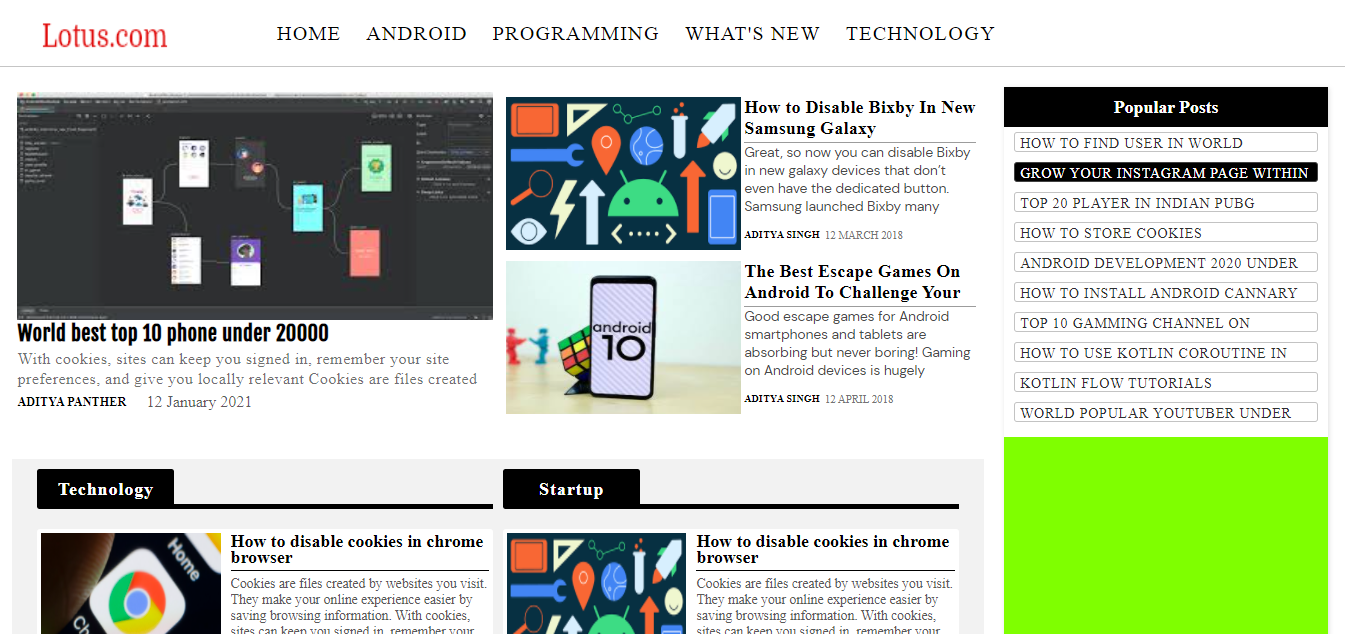 Lotus.com
HOME ANDROID PROGRAMMING WHAT'S NEW TECHNOLOGY
World best top 10 phone under 20000
With cookies, sites can keep you signed in, remember your site
preferences, and give you locally relevant Cookies are files created
ADITYA PANTHER 12 January 2021
How to Disable Bixby In New
Samsung Galaxy
Great, so now you can disable Bixby
in new galaxy devices that don't
even have the dedicated button.
Samsung launched Bixby many
ADITYA SINGH 12 MARCH 2018
android
10
The Best Escape Games On
Android To Challenge Your
Good escape games for Android
smartphones and tablets are
absorbing but never boring! Gaming
on Android devices is hugely
ADITYA SINGH 12 APRIL 2018
Popular Posts
HOW TO FIND USER IN WORLD
GROW YOUR INSTAGRAM PAGE WITHIN
TOP 20 PLAYER IN INDIAN PUBG
HOW TO STORE COOKIES
ANDROID DEVELOPMENT 2020 UNDER
HOW TO INSTALL ANDROID CANNARY
TOP 10 GAMMING CHANNEL ON
HOW TO USE KOTLIN COROUTINE IN
KOTLIN FLOW TUTORIALS
WORLD POPULAR YOUTUBER UNDER
Technology
Home
Ch
How to disable cookies in chrome
browser
Cookies are files created by websites you visit.
They make your online experience easier by
saving browsing information. With cookies,
sites can keep you signed in, remember your
Startup
How to disable cookies in chrome
browser
Cookies are files created by websites you visit.
They make your online experience easier by
saving browsing information. With cookies,
sites can keep you signed in, remember your